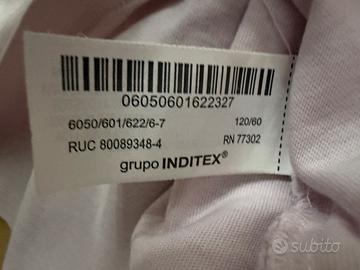 06050601622327
6050/601/622/6-7 120/60
RUC 80089348-4 RN 77302
grupo INDITEX®
subito